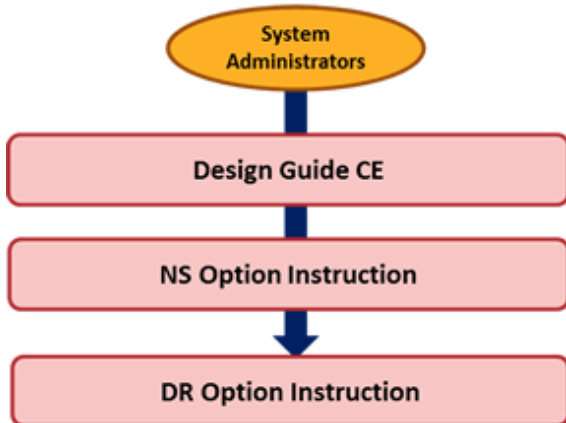 System
Administrators
Design Guide CE
NS Option Instruction
DR Option Instruction